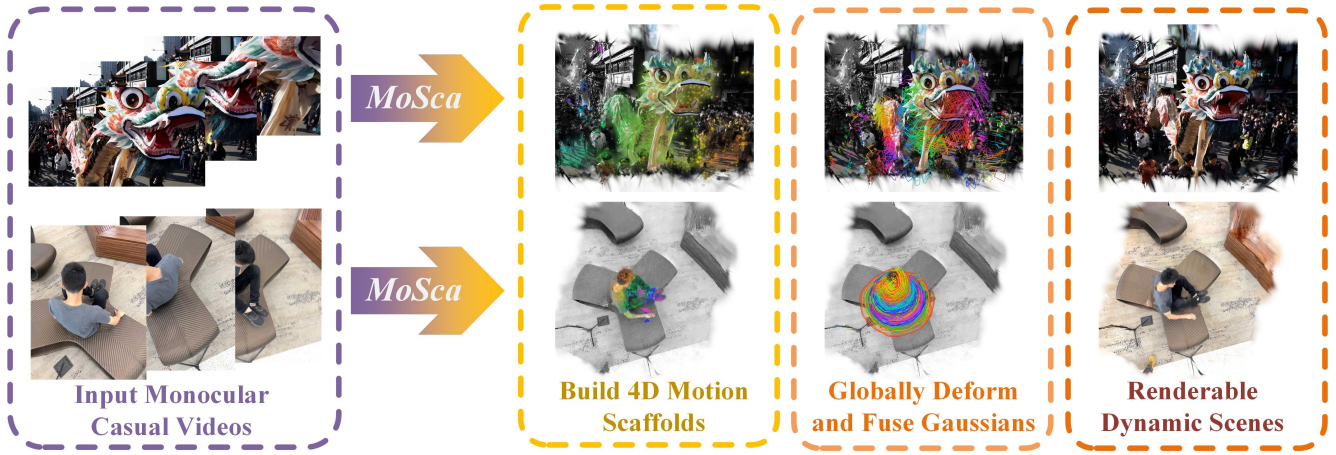 MoSca
MoSca
Input Monocular
Casual Videos
Build 4D Motion
Scaffolds
Globally Deform
and Fuse Gaussians
Renderable
Dynamic Scenes